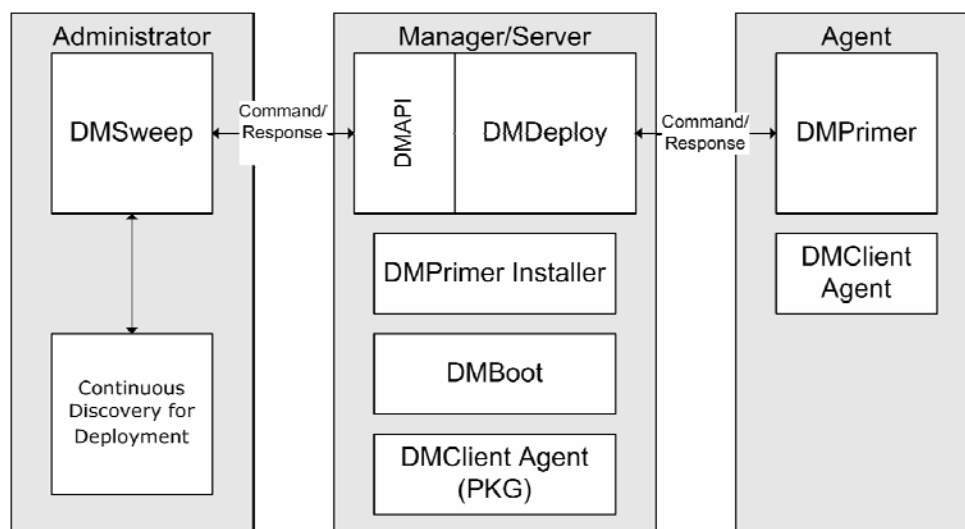 Administrator
DMSweep
Continuous
Discovery for
Deployment
Command/
Response
Manager/Server
DMAPI
DMDeploy
DMPrimer Installer
DMBoot
DMClient Agent
(PKG)
Command/
Response
Agent
DMPrimer
DMClient
Agent